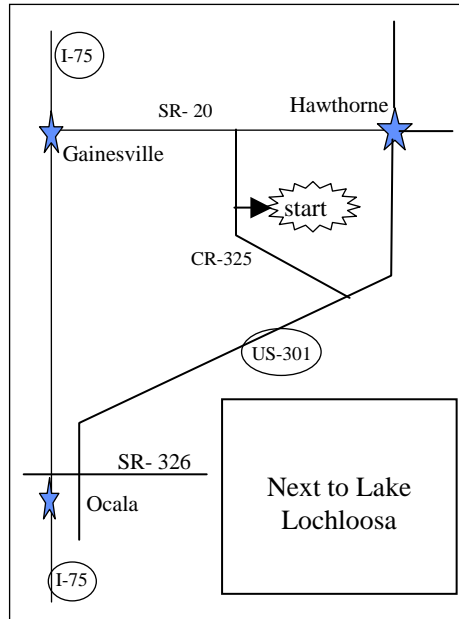 I-75
Hawthorne
SR- 20
Gainesville
start
CR-325
US-301
SR- 326
Ocala
Next to Lake
Lochloosa
I-75